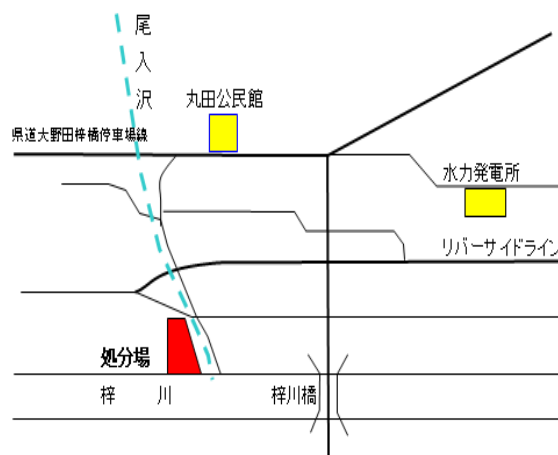 尾入沢
丸田公民館
県道大野田梓橋停車場線
水力発電所
リバーサイドライン
処分場
梓川
梓川橋